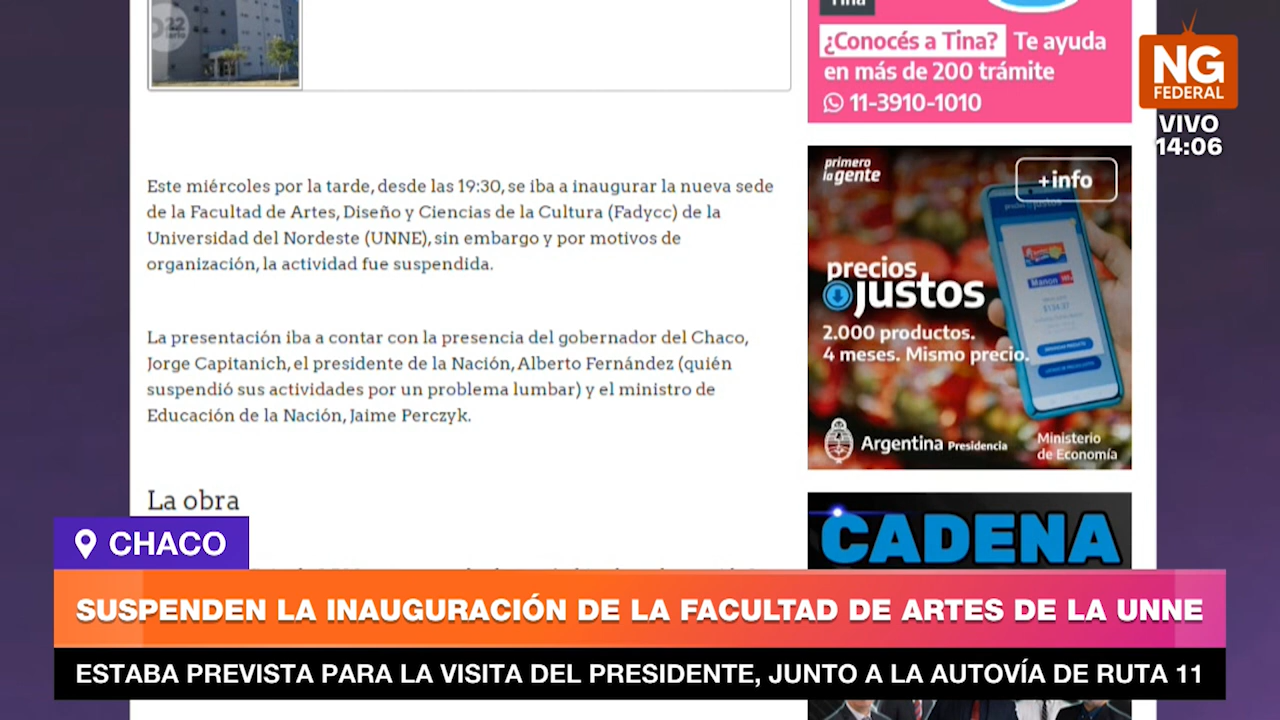 22
Tina
¿Conocés a Tina? Te ayuda
en más de 200 trámite
11-3910-1010
NG
FEDERAL
VIVO
14:06
Este miércoles por la tarde, desde las 19:30, se iba a inaugurar la nueva sede
de la Facultad de Artes, Diseño y Ciencias de la Cultura (Fadycc) de la
Universidad del Nordeste (UNNE), sin embargo y por motivos de
organización, la actividad fue suspendida.
La presentación iba a contar con la presencia del gobernador del Chaco,
Jorge Capitanich, el presidente de la Nación, Alberto Fernández (quién
suspendió sus actividades por un problema lumbar) y el ministro de
Educación de la Nación, Jaime Perczyk.
La obra
primero
la gente
+info
precios
justos
2.000 productos.
4 meses. Mismo precio.
Argentina Presidencia
Ministerio
de Economía
CADENA
CHACO
SUSPENDEN LA INAUGURACIÓN DE LA FACULTAD DE ARTES DE LA UNNE
ESTABA PREVISTA PARA LA VISITA DEL PRESIDENTE, JUNTO A LA AUTOVÍA DE RUTA 11